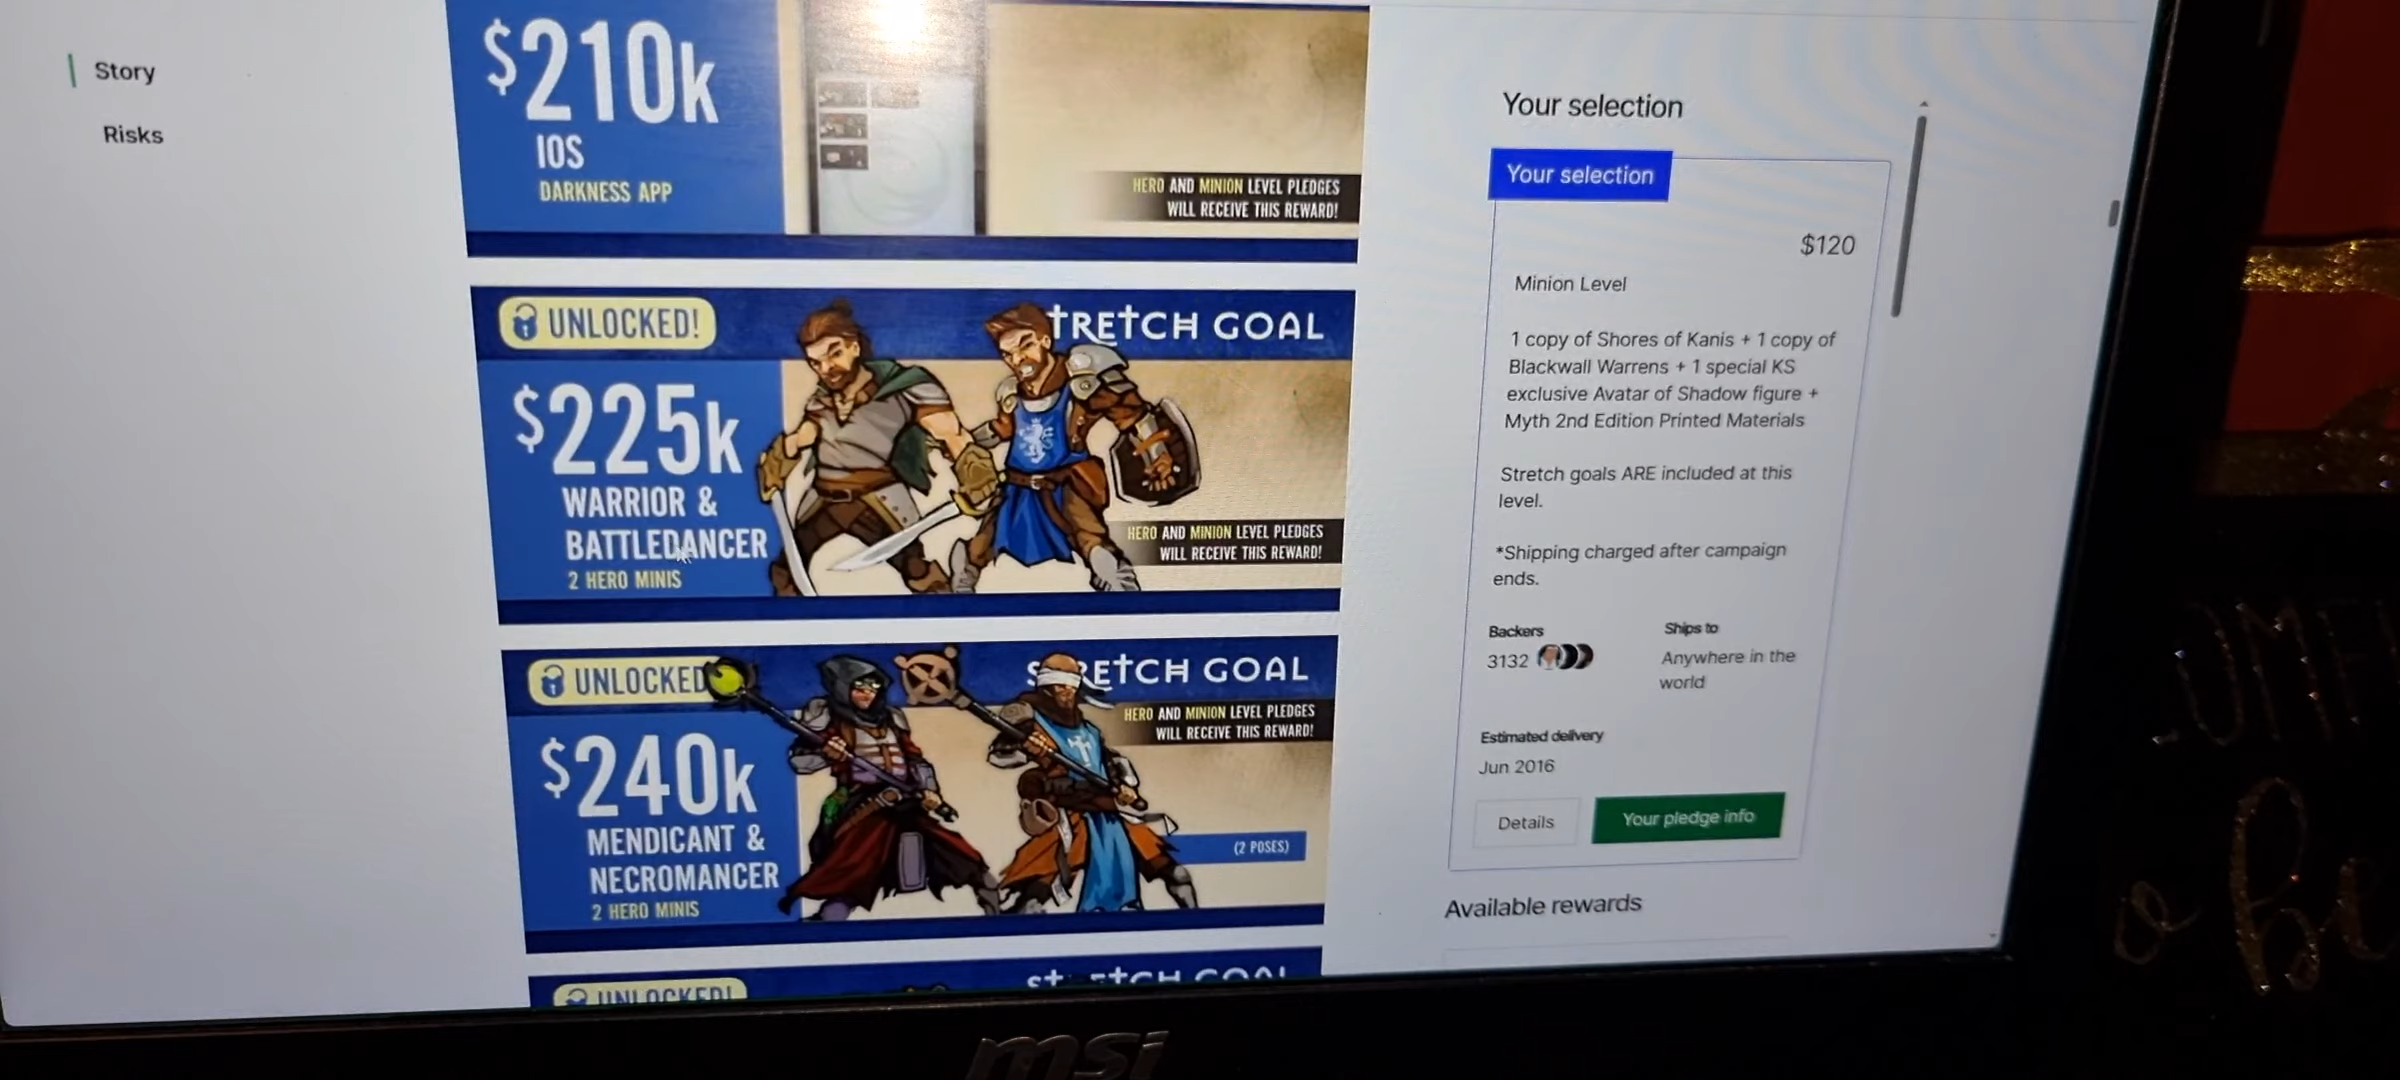 Story
Risks
$210k
IOS
DARKNESS APP
HERO AND MINION LEVEL PLEDGES
WILL RECEIVE THIS REWARD!
UNLOCKED!
TRETCH GOAL
$225k
WARRIOR &
BATTLEDANCER
2 HERO MINIS
HERO AND MINION LEVEL PLEDGES
WILL RECEIVE THIS REWARD!
UNLOCKED
STRETCH GOAL
HERO AND MINION LEVEL PLEDGES
WILL RECEIVE THIS REWARD!
$240k
MENDICANT &
NECROMANCER
2 HERO MINIS
(2 POSES)
UNLOCKED!
STRETCH GOAL
Your selection
Your selection
$120
Minion Level
1 copy of Shores of Kanis + 1 copy of
Blackwall Warrens + 1 special KS
exclusive Avatar of Shadow figure +
Myth 2nd Edition Printed Materials
Stretch goals ARE included at this
level.
*Shipping charged after campaign
ends.
Backers
3132
Ships to
Anywhere in the
world
Estimated delivery
Jun 2016
Details
Your pledge info
Available rewards
msi